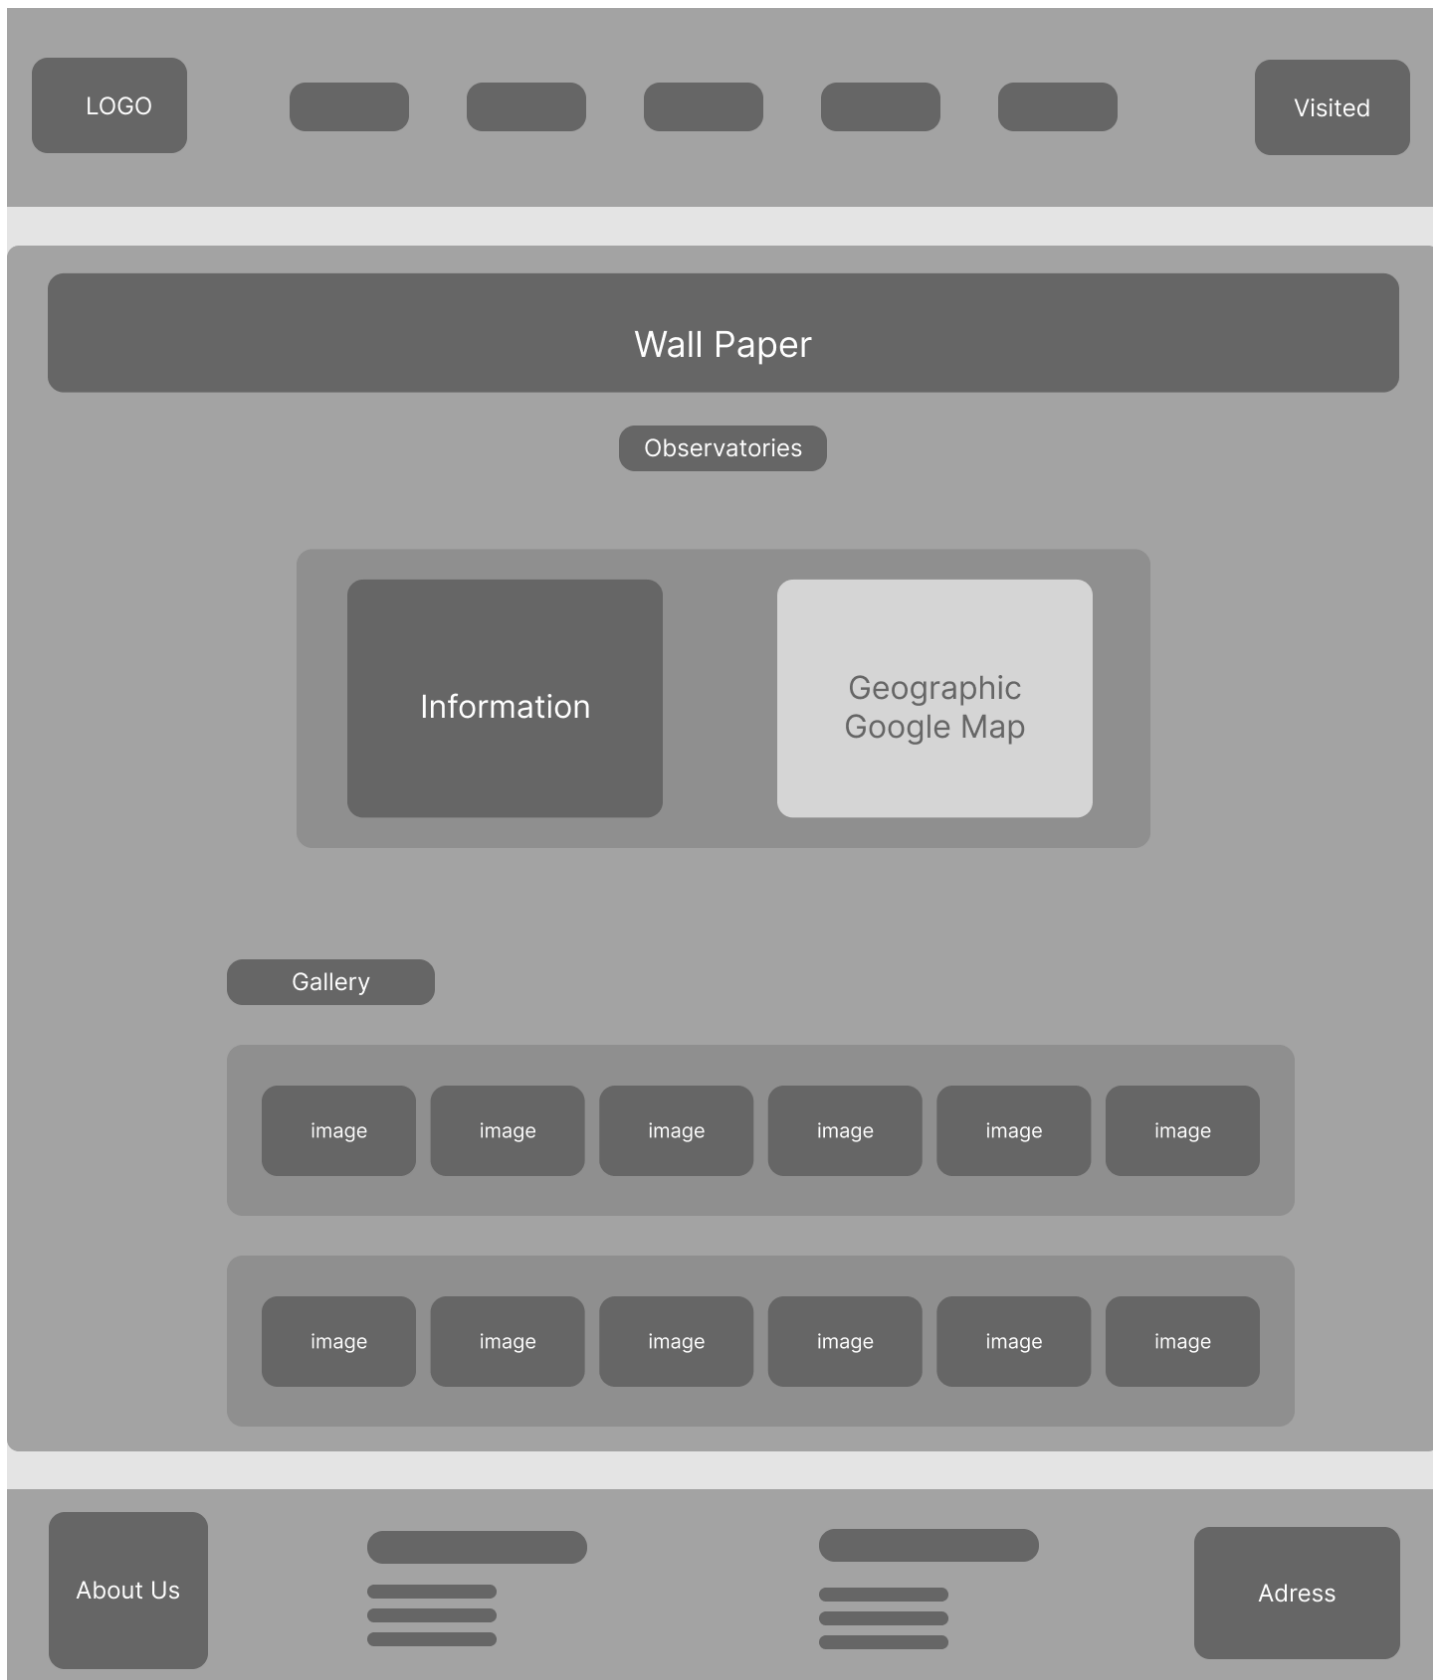 LOGO
Visited
Wall Paper
Observatories
Information
Geographic
Google Map
Gallery
image image image image image image
image image image image image image
About Us
Adress